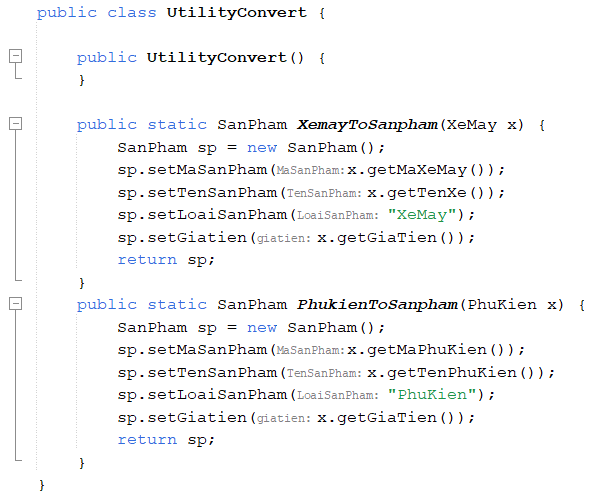 public class UtilityConvert {
public UtilityConvert() {
}
public static SanPham XemayToSanpham(XeMay x) {
SanPham sp = new SanPham();
sp.setMaSanPham(MaSanPham: x.getMaXeMay());
sp.setTenSanPham(TenSanPham: x.getTenXe());
sp.setLoaiSanPham(LoaiSanPham: "XeMay");
sp.setGiatien(giatien: x.getGiaTien());
return sp;
}
public static SanPham PhukienToSanpham(PhuKien x) {
SanPham sp = new SanPham();
sp.setMaSanPham(MaSanPham: x.getMaPhuKien());
sp.setTenSanPham(TenSanPham: x.getTenPhuKien());
sp.setLoaiSanPham(LoaiSanPham: "PhuKien");
sp.setGiatien(giatien: x.getGiaTien());
return sp;
}
}